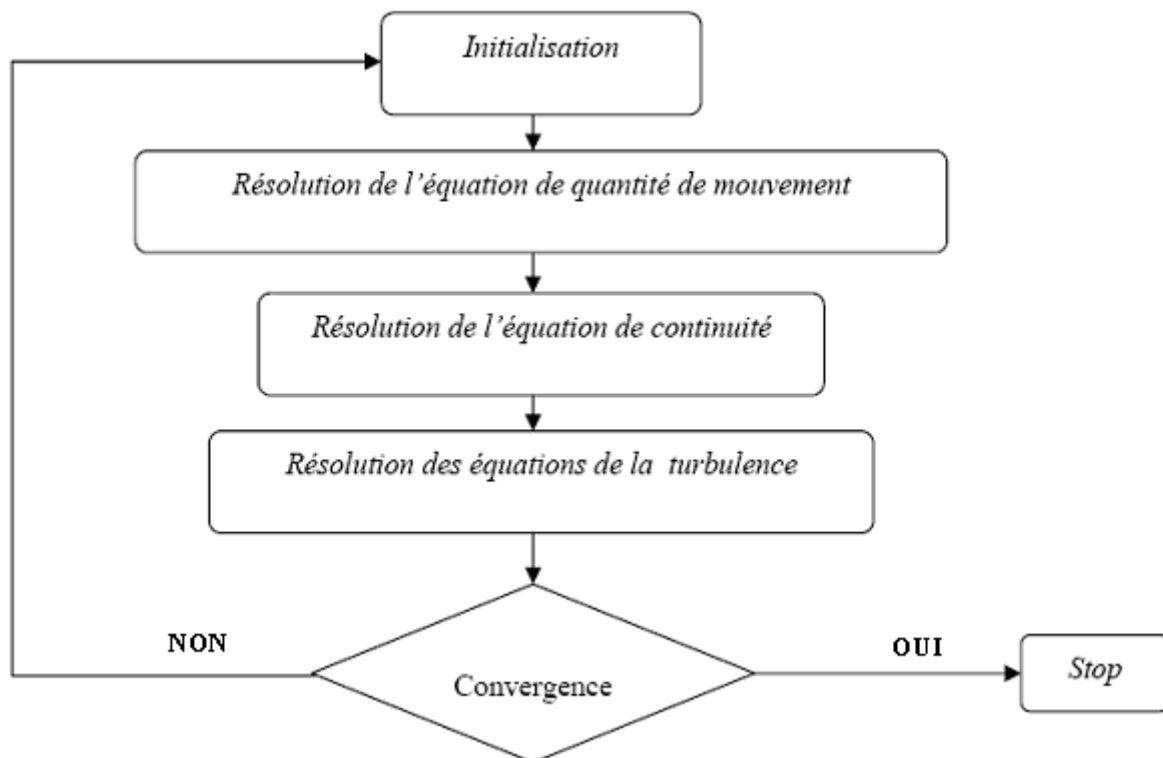 Initialisation
Résolution de l’équation de quantité de mouvement
Résolution de l’équation de continuité
Résolution des équations de la turbulence
NON
OUI
Convergence
Stop